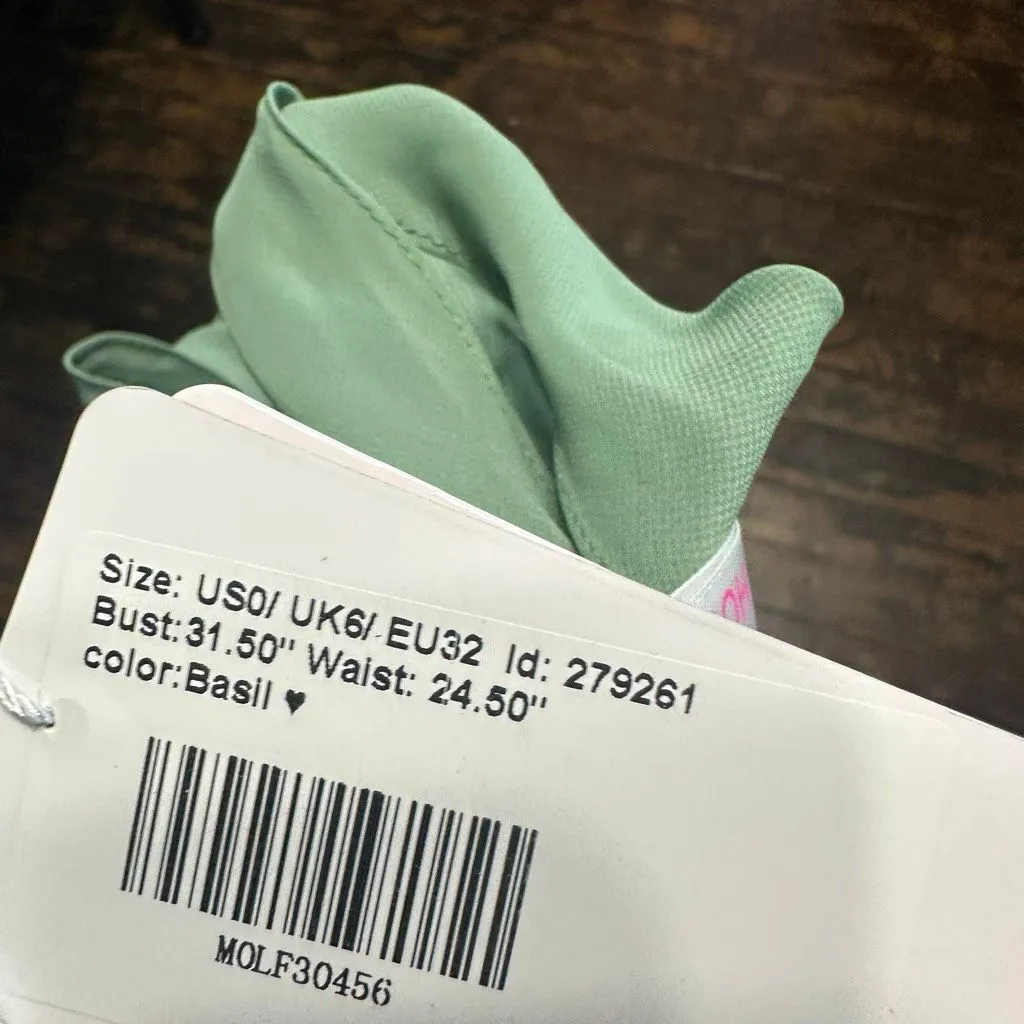 Size: US0/ UK6/ EU32 Id: 279261
Bust:31.50" Waist: 24.50"
color:Basil ♥
MOLF30456